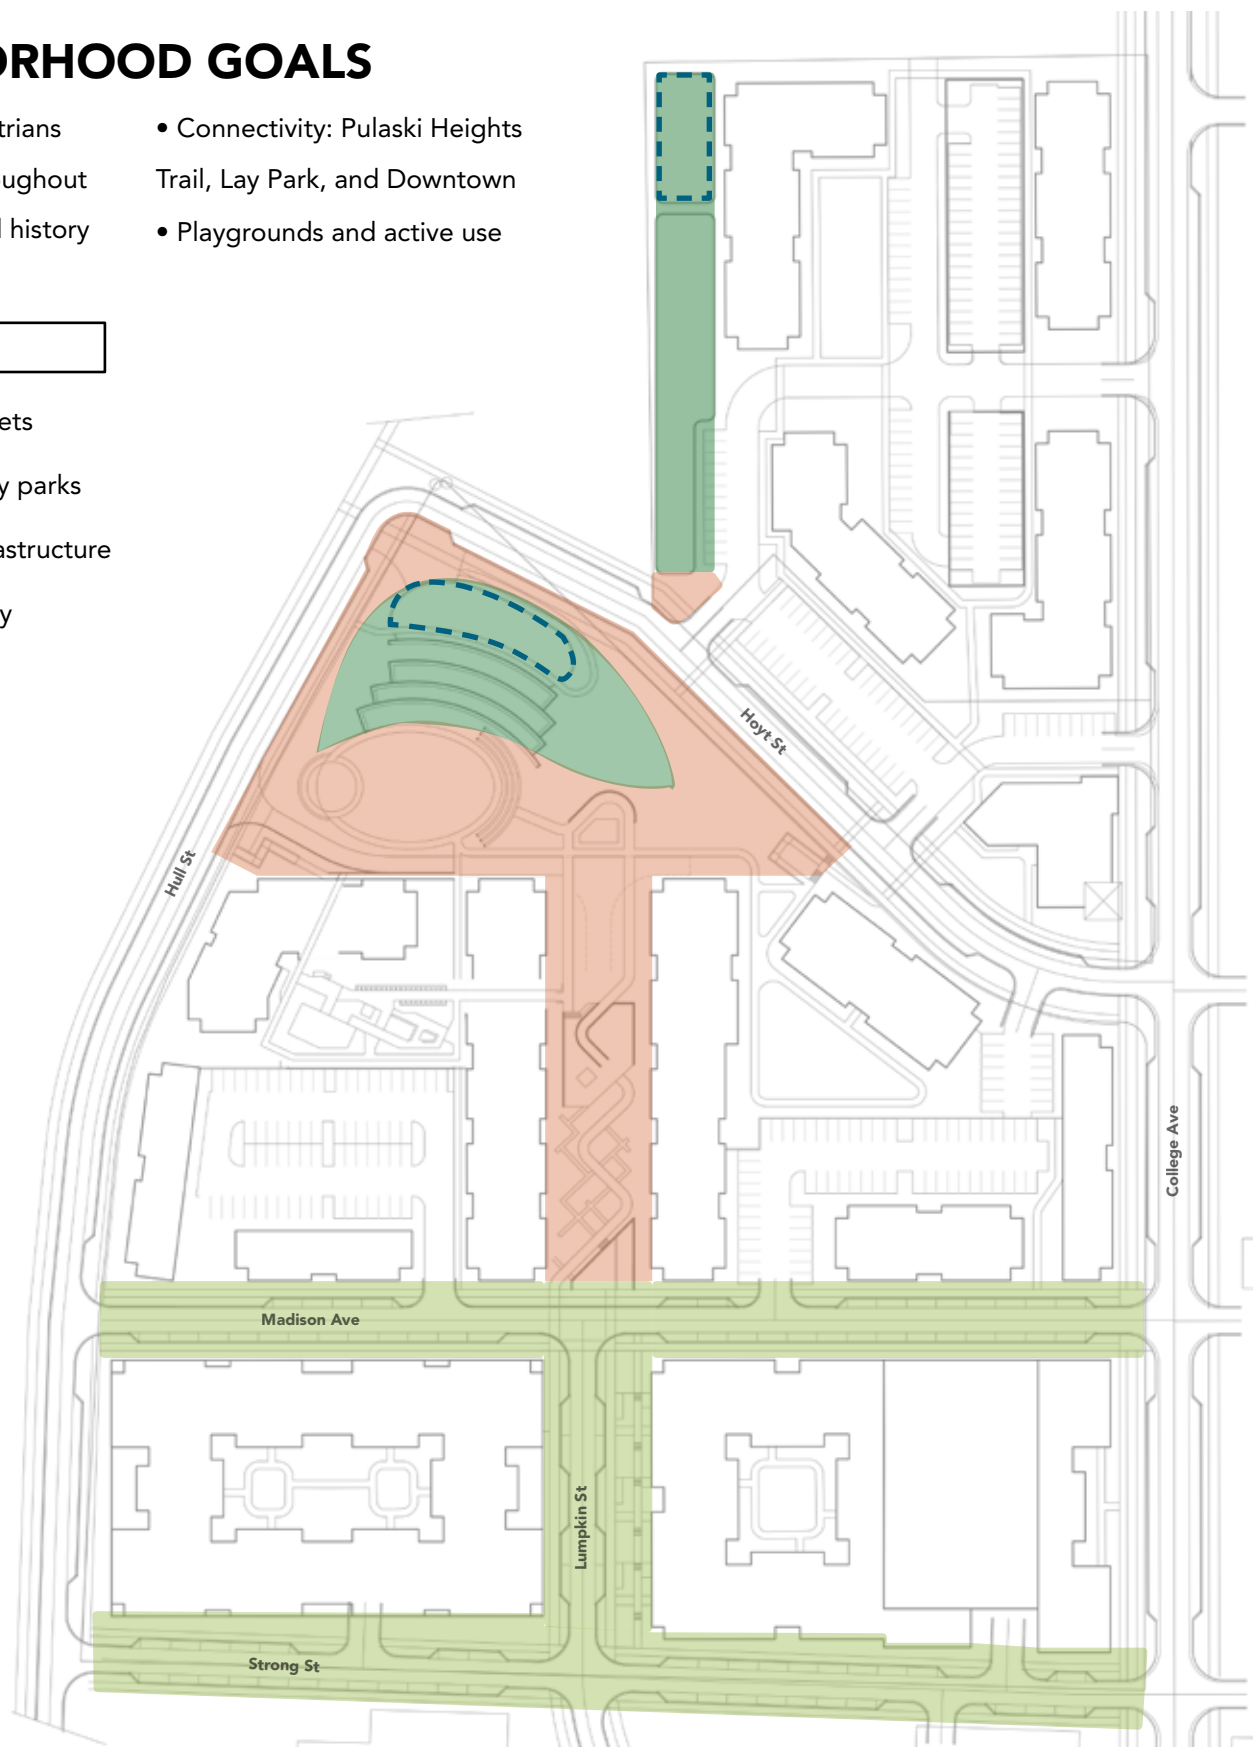 ORHOOD GOALS
trians
oughout
l history
• Connectivity: Pulaski Heights
Trail, Lay Park, and Downtown
• Playgrounds and active use
ets
y parks
astructure
y
Hoyt St
Hull St
College Ave
Madison Ave
Lumpkin St
Strong St